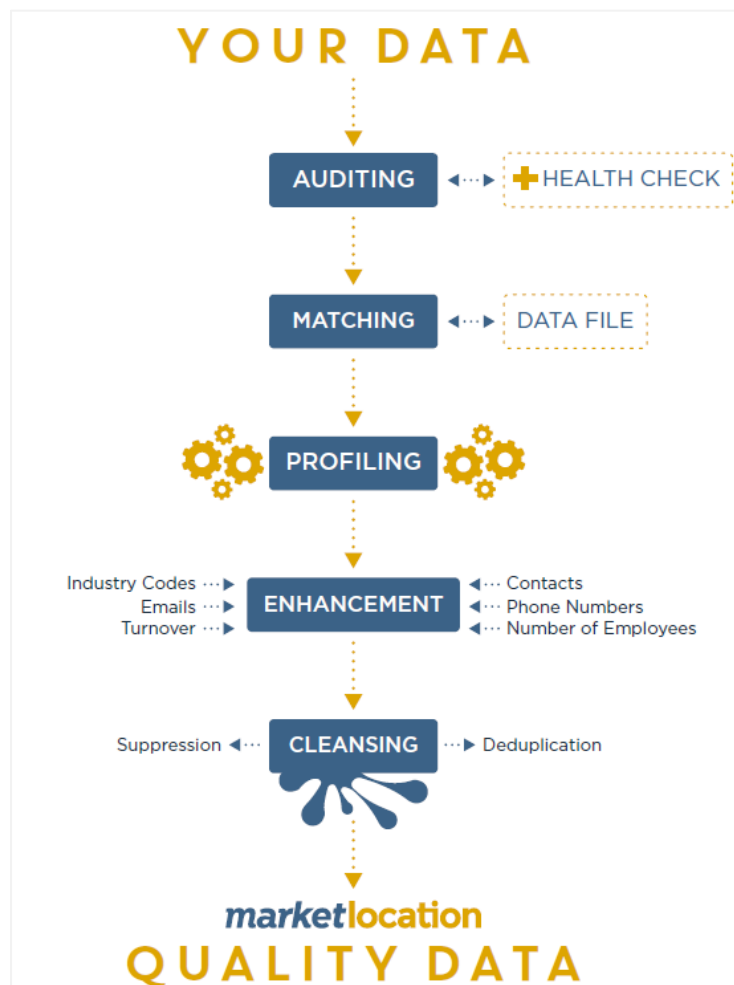 YOUR DATA
AUDITING
HEALTH CHECK
MATCHING
DATA FILE
PROFILING
Industry Codes
Emails
Turnover
ENHANCEMENT
Contacts
Phone Numbers
Number of Employees
Suppression
CLEANSING
Deduplication
marketlocation
QUALITY DATA